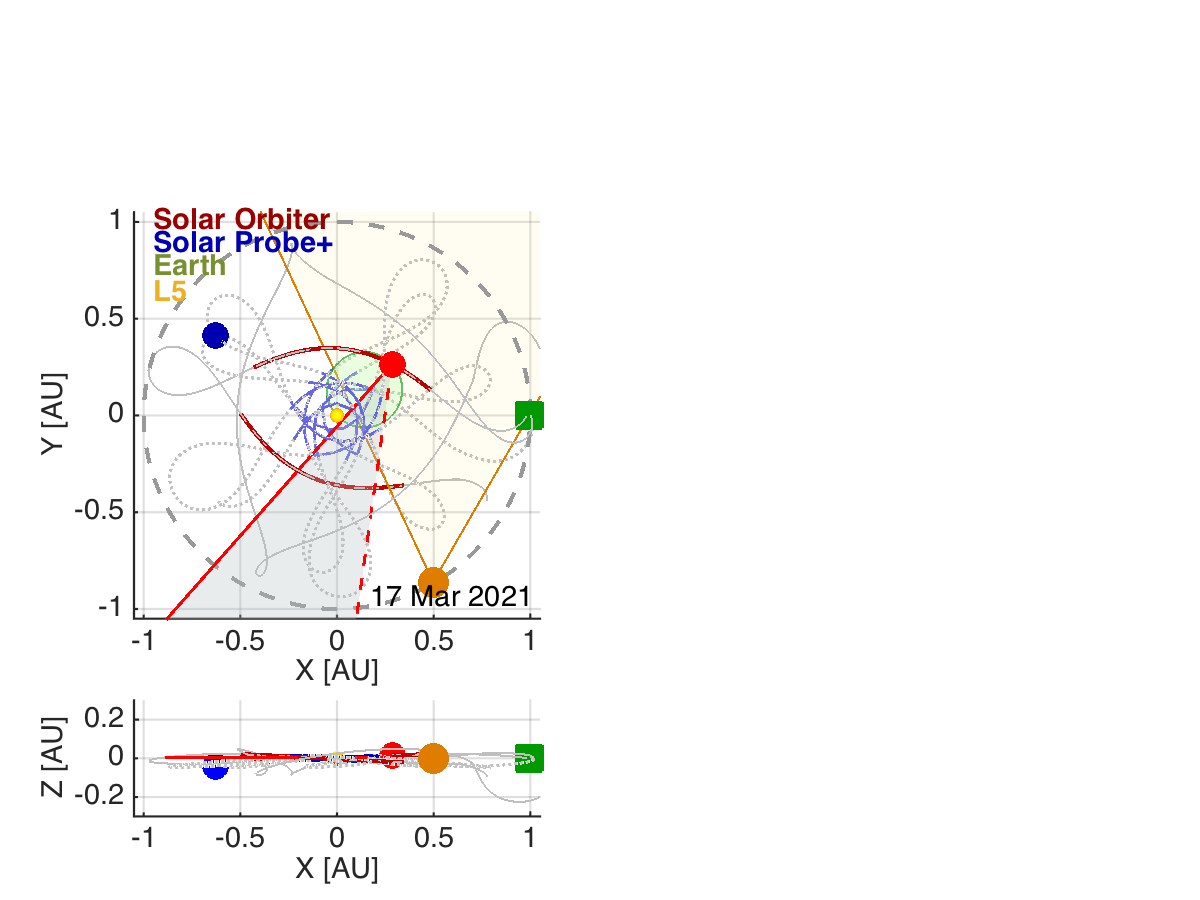 Solar Orbiter
Solar Probe+
Earth
L5
1
0.5
0
-0.5
-1
Y [AU]
17 Mar 2021
-1 -0.5 0 0.5 1
X [AU]
0.2
0
-0.2
Z [AU]
-1 -0.5 0 0.5 1
X [AU]